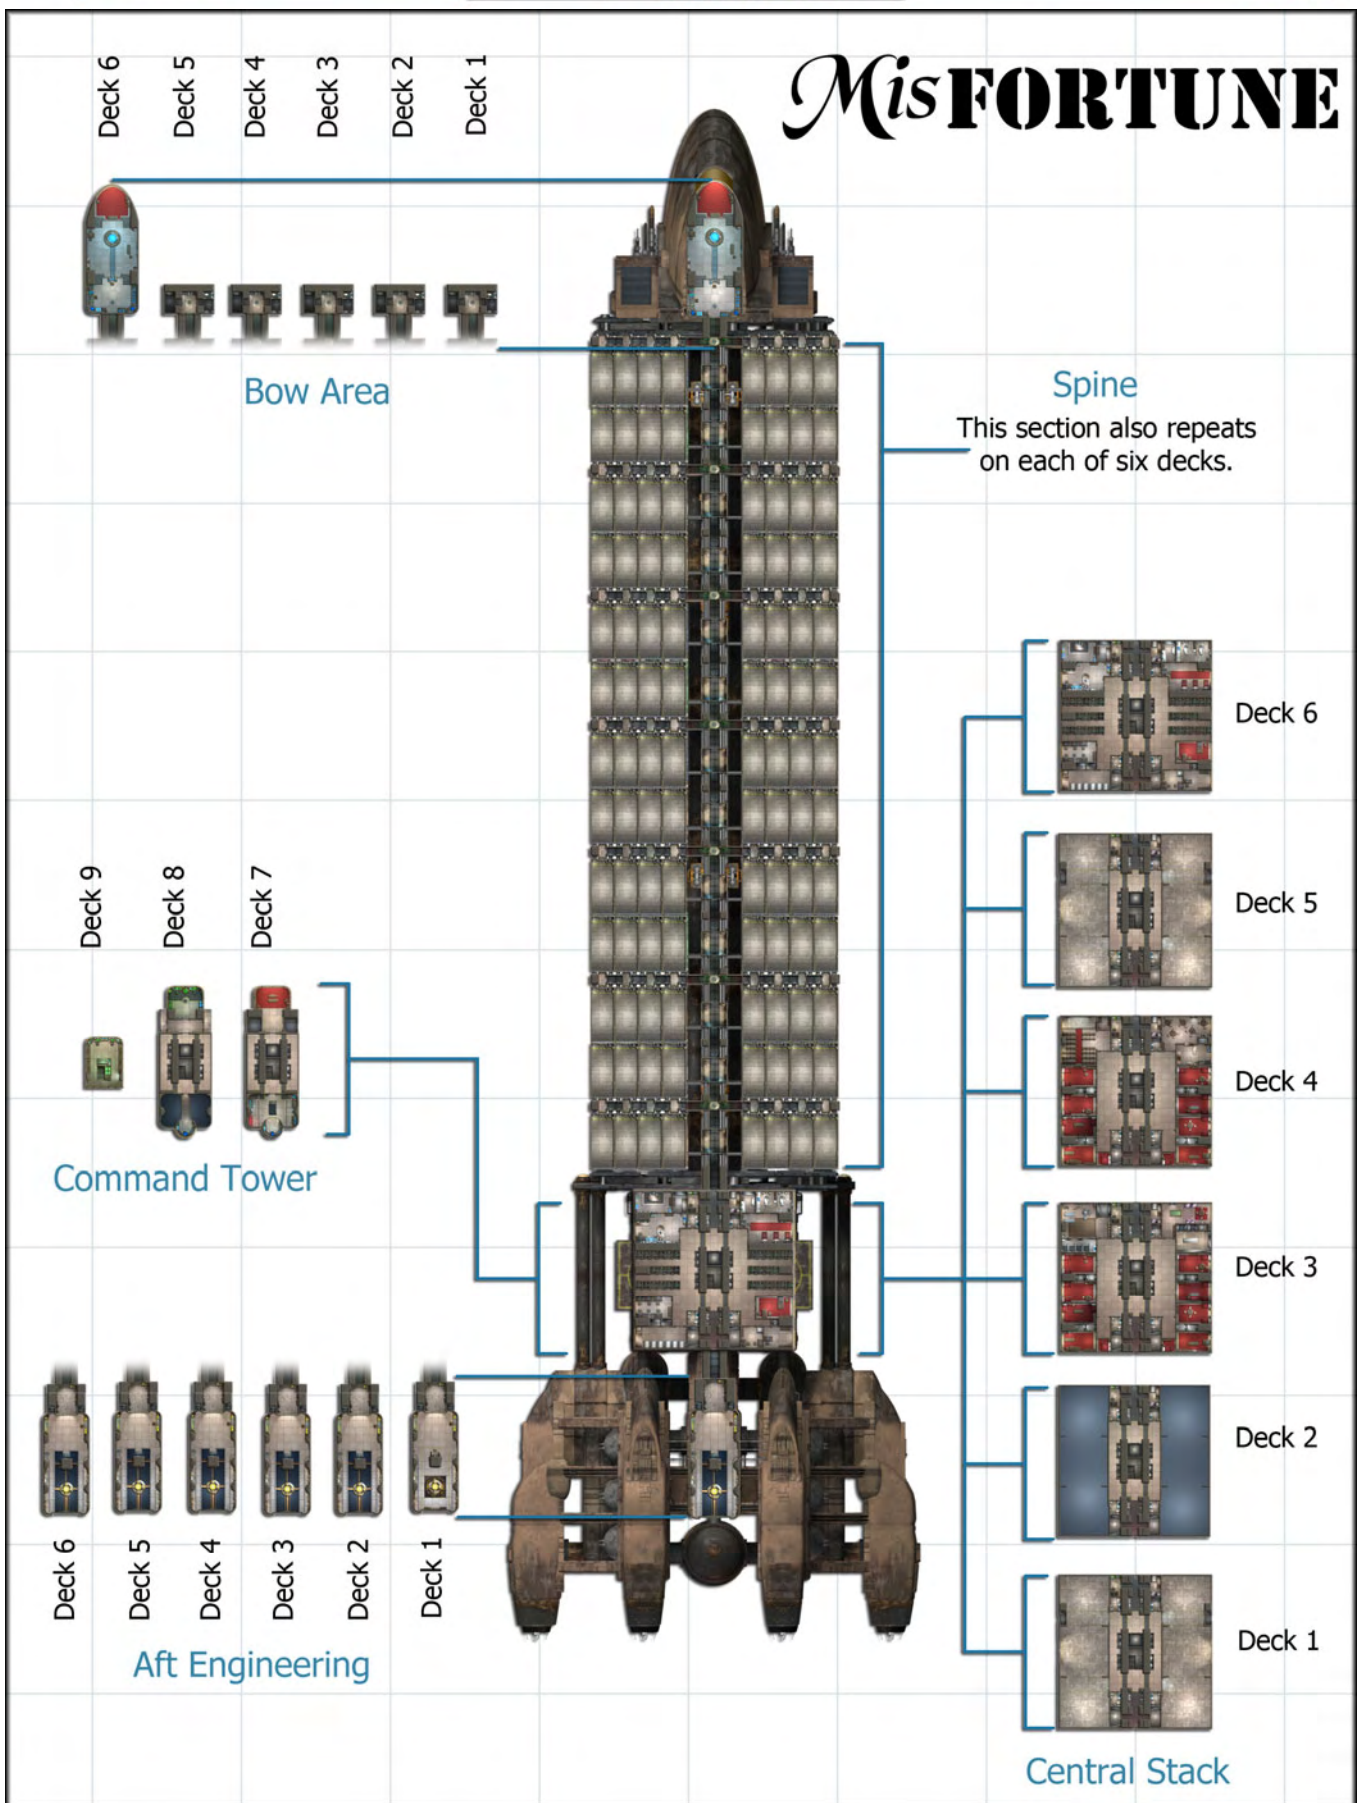 MisFORTUNE
Deck 6
Deck 5
Deck 4
Deck 3
Deck 2
Deck 1
Bow Area
Spine
This section also repeats
on each of six decks.
Deck 9
Deck 8
Deck 7
Command Tower
Deck 6
Deck 5
Deck 4
Deck 3
Deck 2
Deck 1
Central Stack
Deck 6
Deck 5
Deck 4
Deck 3
Deck 2
Deck 1
Aft Engineering